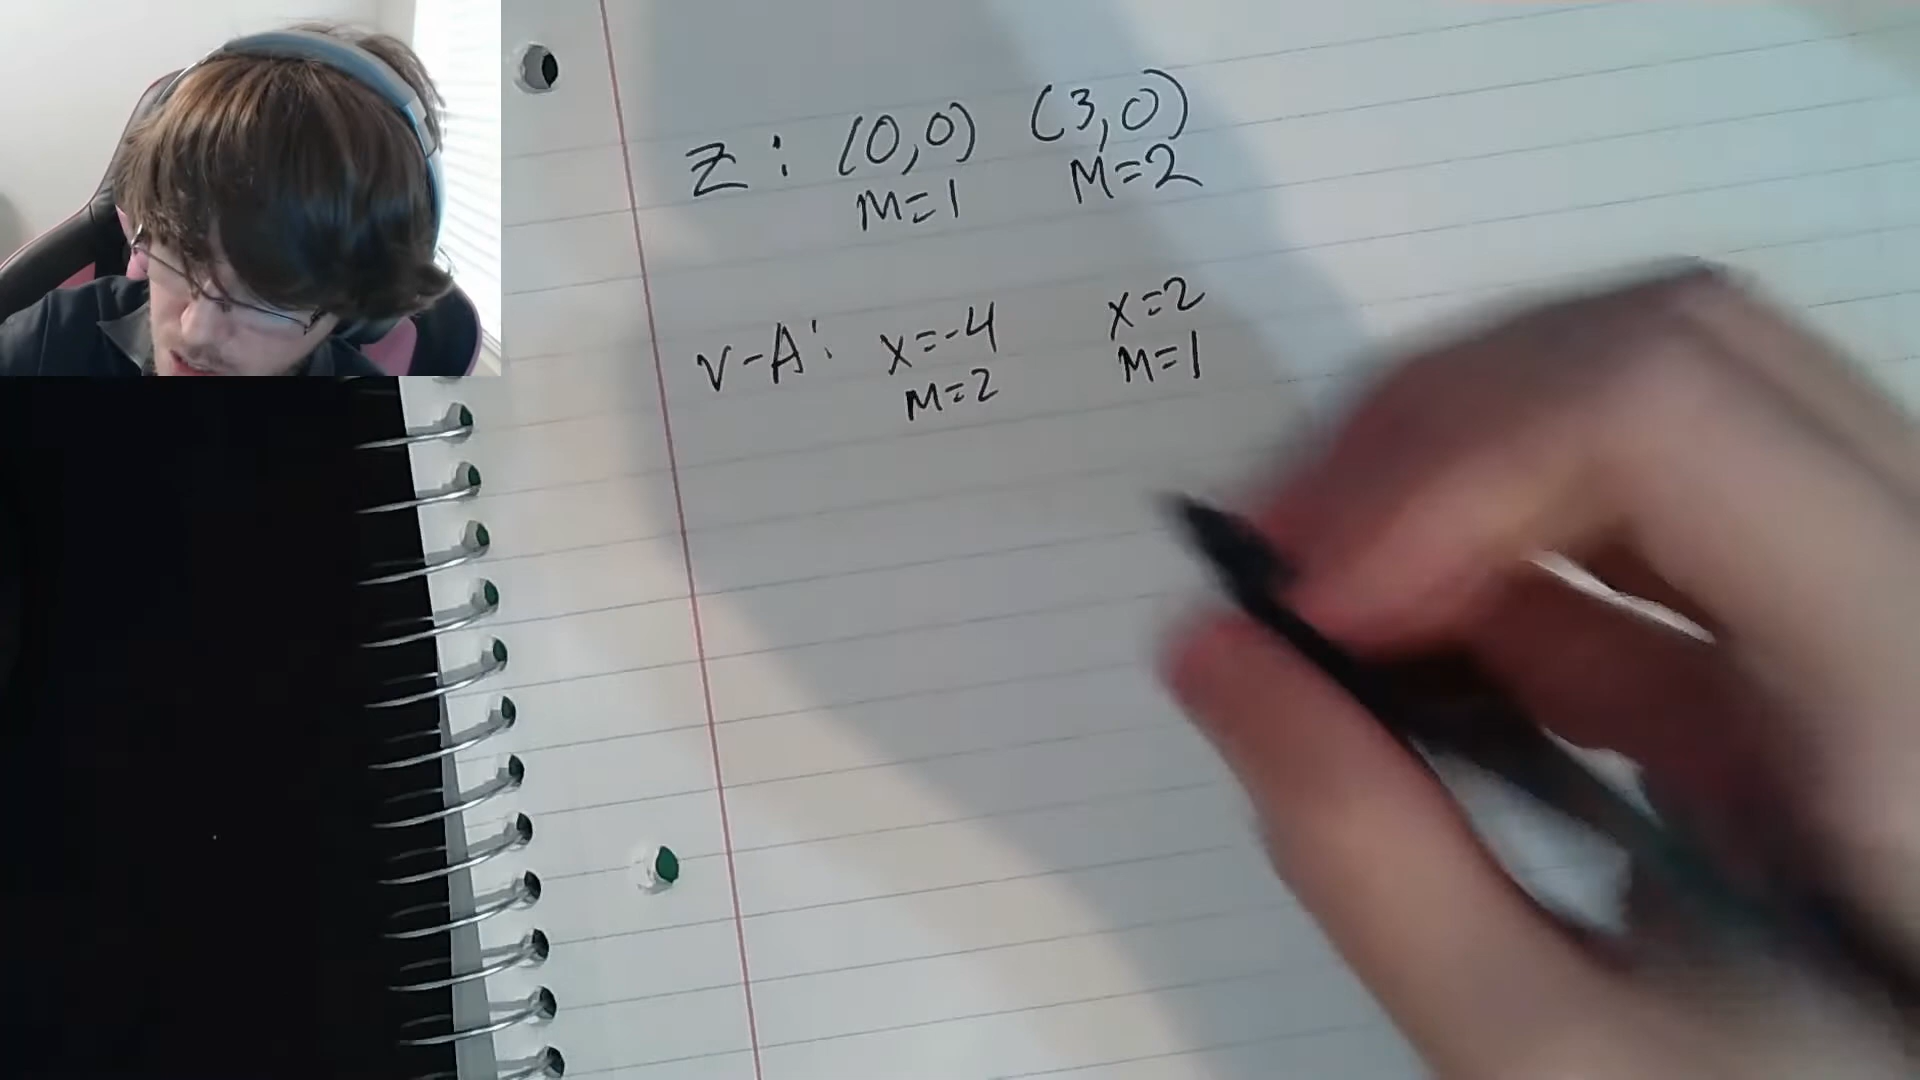 Z: (0,0) (3,0)
M=1 M=2
V-A: x=-4 x=2
M=2 M=1